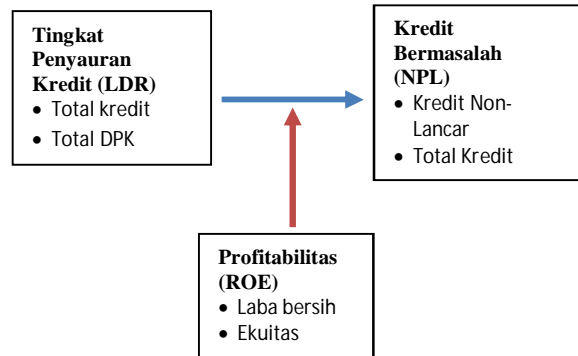 Tingkat
Penyauran
Kredit (LDR)
• Total kredit
• Total DPK
Kredit
Bermasalah
(NPL)
• Kredit Non-
Lancar
• Total Kredit
Profitabilitas
(ROE)
• Laba bersih
• Ekuitas